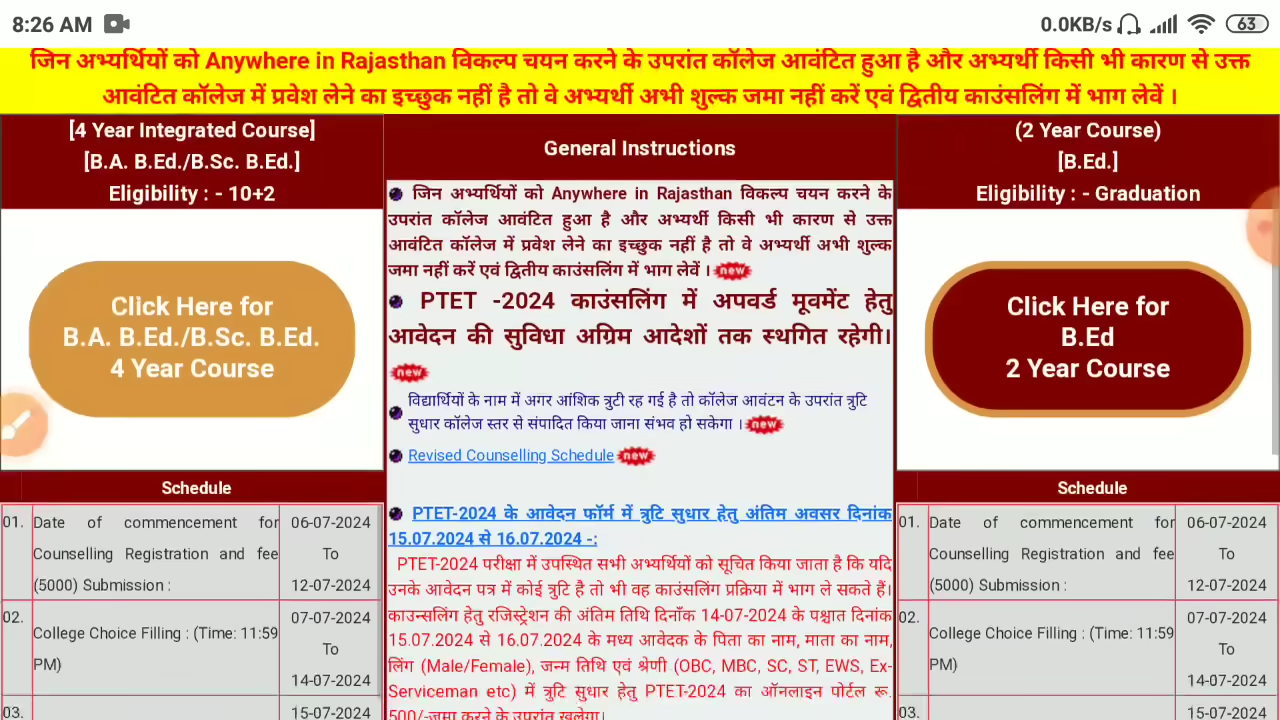 8:26 AM
0.0KB/s
63
जिन अभ्यर्थियों को Anywhere in Rajasthan विकल्प चयन करने के उपरांत कॉलेज आवंटित हुआ है और अभ्यर्थी किसी भी कारण से उक्त
आवंटित कॉलेज में प्रवेश लेने का इच्छुक नहीं है तो वे अभ्यर्थी अभी शुल्क जमा नहीं करें एवं द्वितीय काउंसलिंग में भाग लेवें ।
[4 Year Integrated Course]
[B.A. B.Ed./B.Sc. B.Ed.]
Eligibility : - 10+2
Click Here for
B.A. B.Ed./B.Sc. B.Ed.
4 Year Course
Schedule
01. Date of commencement for 06-07-2024
Counselling Registration and fee To
(5000) Submission : 12-07-2024
02. 07-07-2024
College Choice Filling : (Time: 11:59 To
PM) 14-07-2024
03. 15-07-2024
General Instructions
जिन अभ्यर्थियों को Anywhere in Rajasthan विकल्प चयन करने के
उपरांत कॉलेज आवंटित हुआ है और अभ्यर्थी किसी भी कारण से उक्त
आवंटित कॉलेज में प्रवेश लेने का इच्छुक नहीं है तो वे अभ्यर्थी अभी शुल्क
जमा नहीं करें एवं द्वितीय काउंसलिंग में भाग लेवें । new
PTET -2024 काउंसलिंग में अपवर्ड मूवमेंट हेतु
आवेदन की सुविधा अग्रिम आदेशों तक स्थगित रहेगी।
new
विद्यार्थियों के नाम में अगर आंशिक त्रुटी रह गई है तो कॉलेज आवंटन के उपरांत त्रुटि
सुधार कॉलेज स्तर से संपादित किया जाना संभव हो सकेगा । new
Revised Counselling Schedule new
PTET-2024 के आवेदन फॉर्म में त्रुटि सुधार हेतु अंतिम अवसर दिनांक
15.07.2024 से 16.07.2024 -:
PTET-2024 परीक्षा में उपस्थित सभी अभ्यर्थियों को सूचित किया जाता है कि यदि
उनके आवेदन पत्र में कोई त्रुटि है तो भी वह काउंसलिंग प्रक्रिया में भाग ले सकते हैं।
काउन्सलिंग हेतु रजिस्ट्रेशन की अंतिम तिथि दिनाँक 14-07-2024 के पश्चात दिनांक
15.07.2024 से 16.07.2024 के मध्य आवेदक के पिता का नाम, माता का नाम,
लिंग (Male/Female), जन्म तिथि एवं श्रेणी (OBC, MBC, SC, ST, EWS, Ex-
Serviceman etc) में त्रुटि सुधार हेतु PTET-2024 का ऑनलाइन पोर्टल रू.
500/-जमा करने के उपरांत खुलेगा।
(2 Year Course)
[B.Ed.]
Eligibility : - Graduation
Click Here for
B.Ed
2 Year Course
Schedule
01. Date of commencement for 06-07-2024
Counselling Registration and fee To
(5000) Submission : 12-07-2024
02. 07-07-2024
College Choice Filling : (Time: 11:59 To
PM) 14-07-2024
03. 15-07-2024